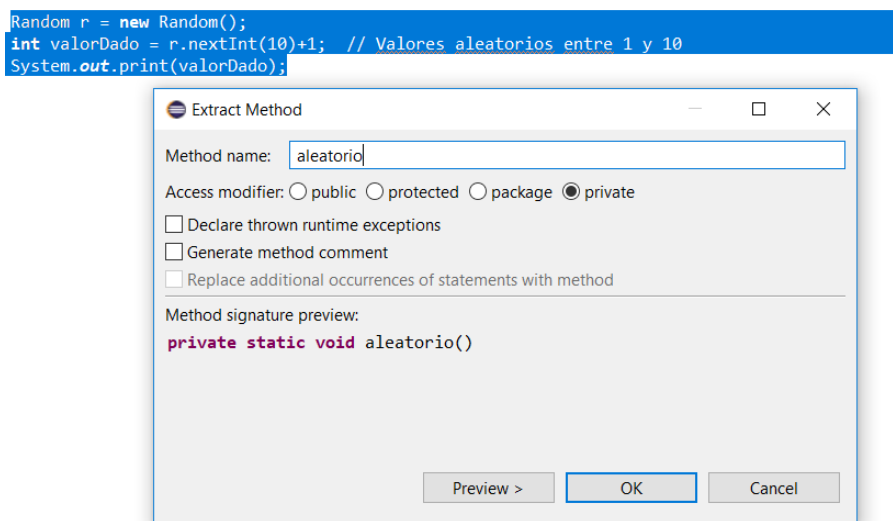 Random r = new Random();
int valorDado = r.nextInt(10)+1;  // Valores aleatorios entre 1 y 10
System.out.print(valorDado);
Extract Method
Method name: aleatorio
Access modifier: public protected package private
Declare thrown runtime exceptions
Generate method comment
Replace additional occurrences of statements with method
Method signature preview:
private static void aleatorio()
Preview > OK Cancel